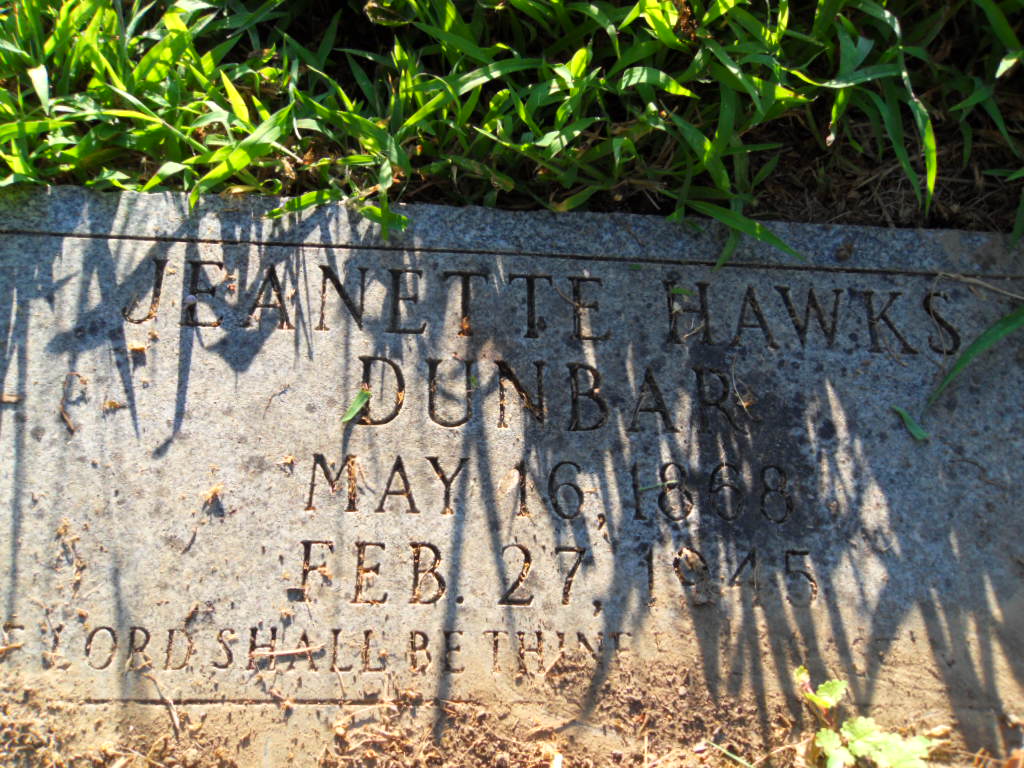 JEANETTE HAWKS
DUNBAR
MAY 16, 1868
FEB. 27, 1945
LORD SHALL BE THINE